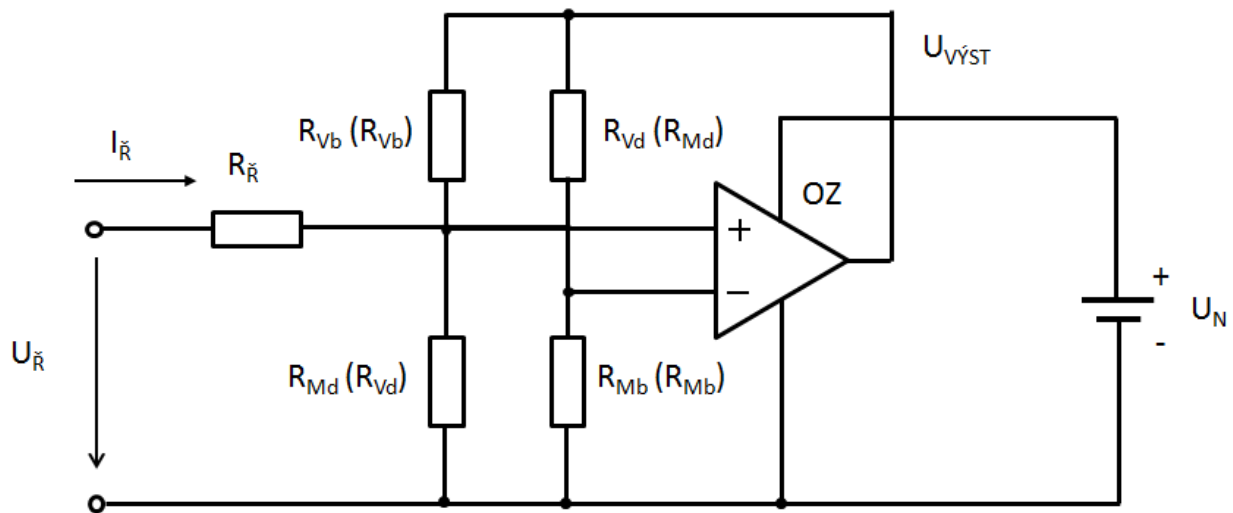 U_VÝST
R_Vb (R_Vb)
R_Vd (R_Md)
I_Ř
R_Ř
OZ
+
−
+
U_N
-
U_Ř
R_Md (R_Vd)
R_Mb (R_Mb)